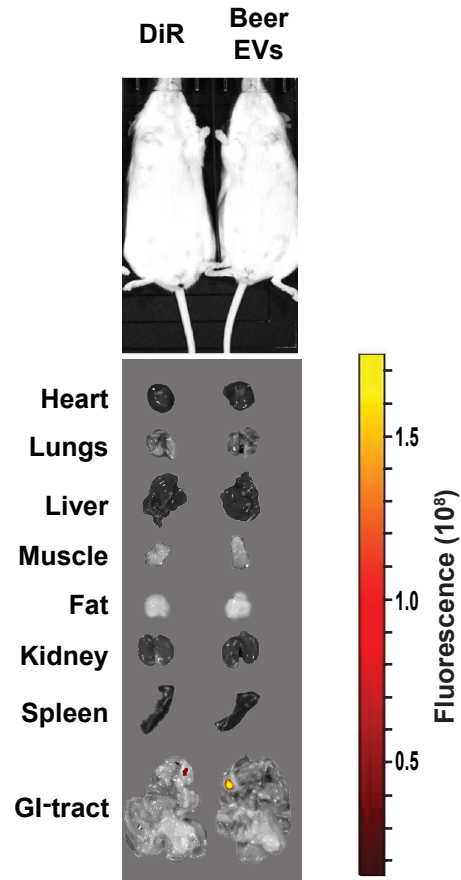 DiR
Beer
EVs
Heart
Lungs
Liver
Muscle
Fat
Kidney
Spleen
GI-tract
1.5
1.0
0.5
Fluorescence (10⁸)